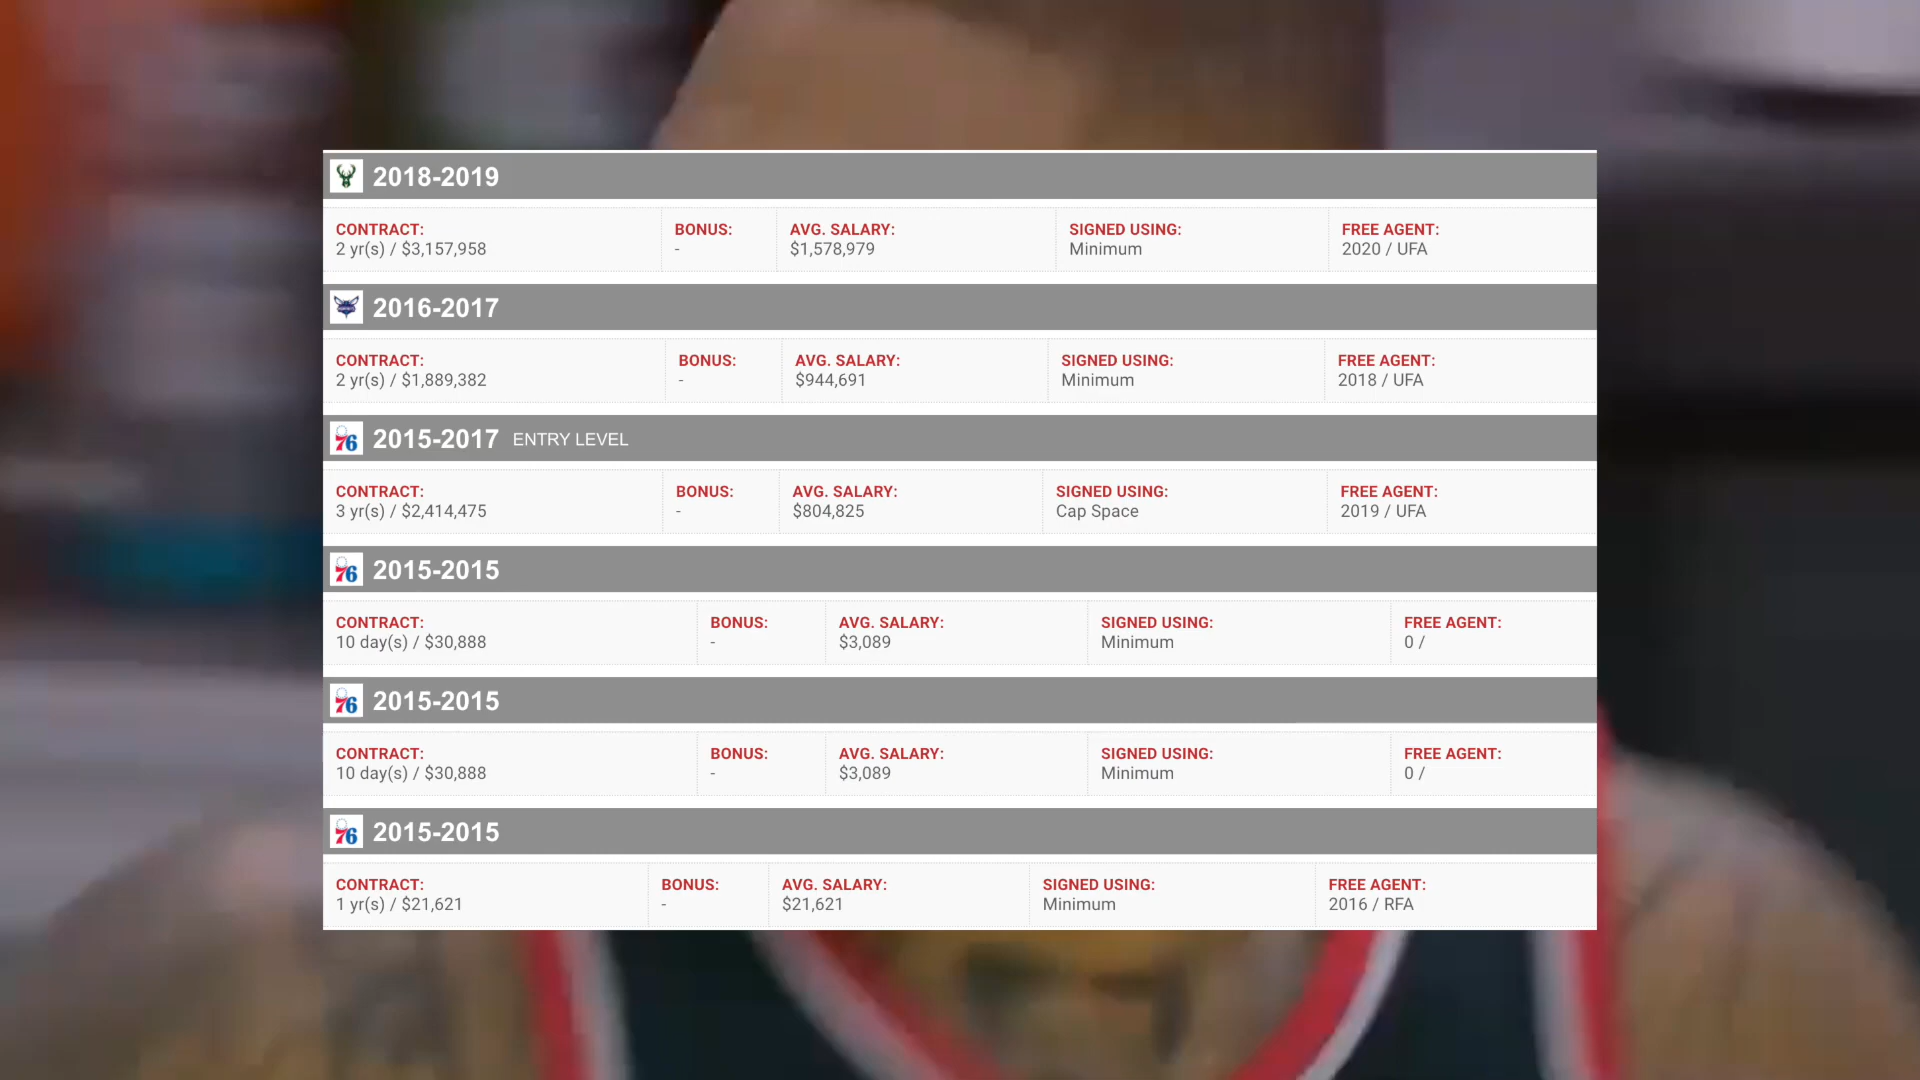 2018-2019
CONTRACT: BONUS: AVG. SALARY: SIGNED USING: FREE AGENT:
2 yr(s) / $3,157,958 - $1,578,979 Minimum 2020 / UFA
2016-2017
CONTRACT: BONUS: AVG. SALARY: SIGNED USING: FREE AGENT:
2 yr(s) / $1,889,382 - $944,691 Minimum 2018 / UFA
76 2015-2017 ENTRY LEVEL
CONTRACT: BONUS: AVG. SALARY: SIGNED USING: FREE AGENT:
3 yr(s) / $2,414,475 - $804,825 Cap Space 2019 / UFA
76 2015-2015
CONTRACT: BONUS: AVG. SALARY: SIGNED USING: FREE AGENT:
10 day(s) / $30,888 - $3,089 Minimum 0 /
76 2015-2015
CONTRACT: BONUS: AVG. SALARY: SIGNED USING: FREE AGENT:
10 day(s) / $30,888 - $3,089 Minimum 0 /
76 2015-2015
CONTRACT: BONUS: AVG. SALARY: SIGNED USING: FREE AGENT:
1 yr(s) / $21,621 - $21,621 Minimum 2016 / RFA